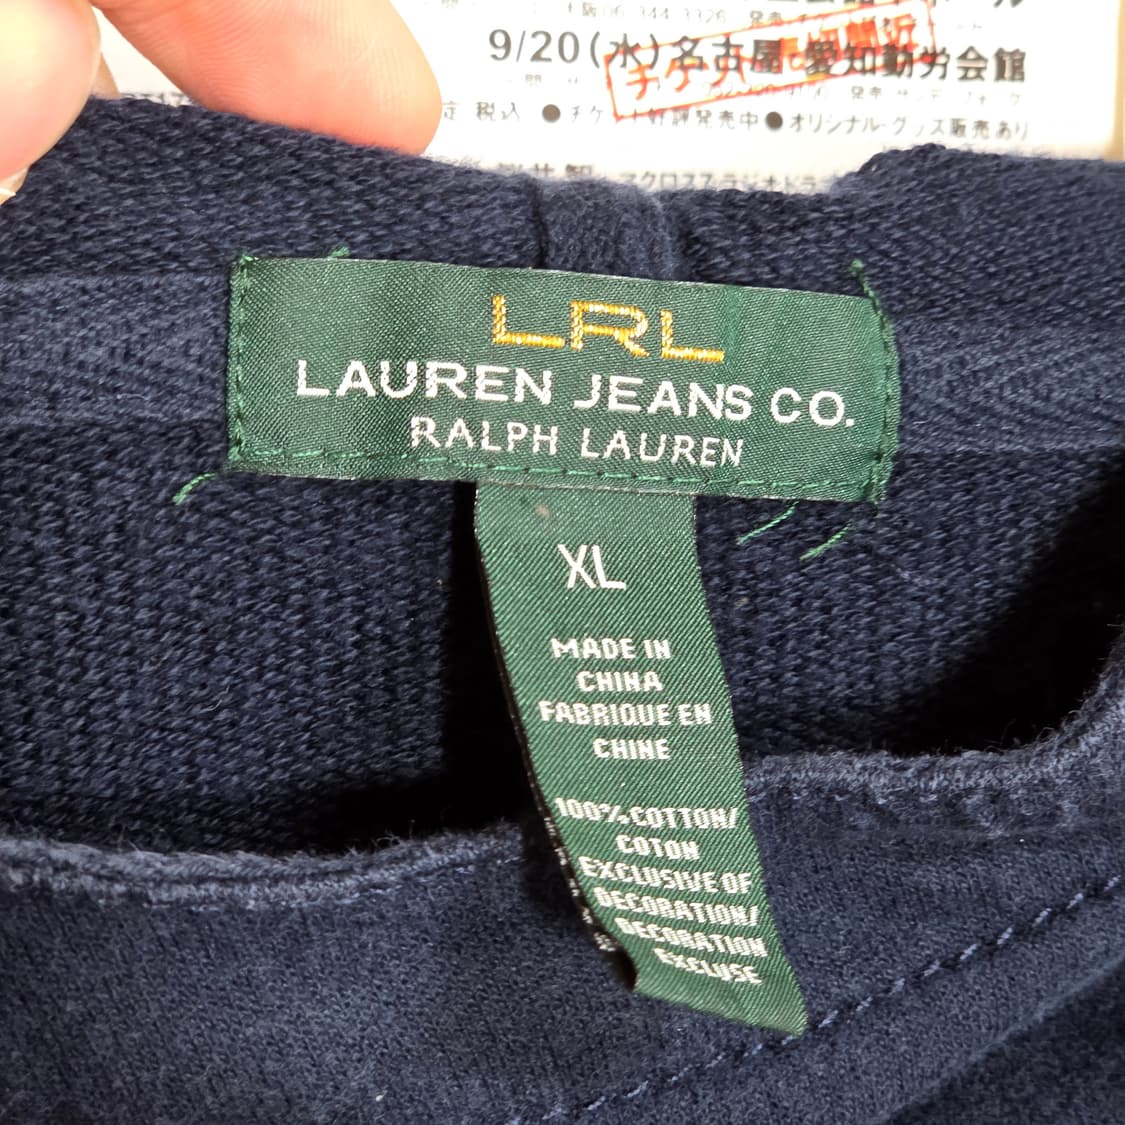 9/20(水)名古屋 愛知勤労会館
税込 ●チケット好評発売中●オリジナル・グッズ販売あり
LRL
LAUREN JEANS CO.
RALPH LAUREN
XL
MADE IN
CHINA
FABRIQUE EN
CHINE
100% COTTON/
COTON
EXCLUSIVE OF
DECORATION/
DECORATION
EXCLUSE